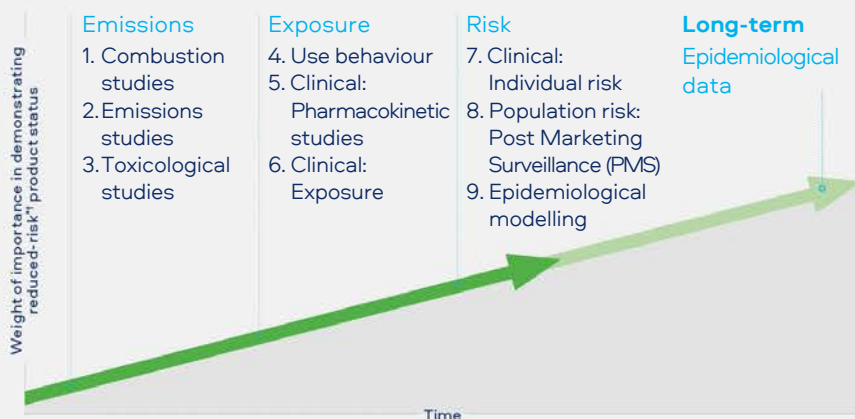 Weight of importance in demonstrating
reduced-risk*† product status
Emissions
1. Combustion
studies
2. Emissions
studies
3. Toxicological
studies
Exposure
4. Use behaviour
5. Clinical:
Pharmacokinetic
studies
6. Clinical:
Exposure
Risk
7. Clinical:
Individual risk
8. Population risk:
Post Marketing
Surveillance (PMS)
9. Epidemiological
modelling
Long-term
Epidemiological
data
Time